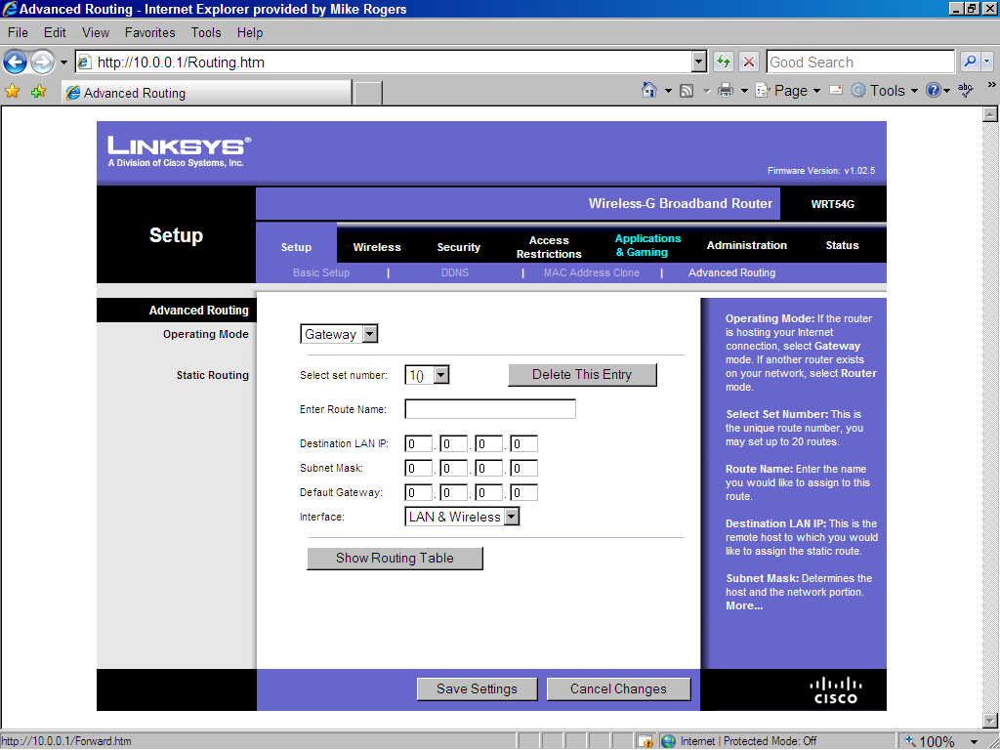 Advanced Routing - Internet Explorer provided by Mike Rogers
File Edit View Favorites Tools Help
http://10.0.0.1/Routing.htm Good Search
Advanced Routing Page Tools ? abc »
LINKSYS®
A Division of Cisco Systems, Inc.
Firmware Version: v1.02.5
Wireless-G Broadband Router WRT54G
Setup
Setup Wireless Security Access Restrictions Applications & Gaming Administration Status
Basic Setup | DDNS | MAC Address Clone | Advanced Routing
Advanced Routing
Operating Mode Gateway
Static Routing Select set number: 1() Delete This Entry
Enter Route Name:
Destination LAN IP: 0 . 0 . 0 . 0
Subnet Mask: 0 . 0 . 0 . 0
Default Gateway: 0 . 0 . 0 . 0
Interface: LAN & Wireless
Show Routing Table
Operating Mode: If the router
is hosting your Internet
connection, select Gateway
mode. If another router exists
on your network, select Router
mode.
Select Set Number: This is
the unique route number, you
may set up to 20 routes.
Route Name: Enter the name
you would like to assign to this
route.
Destination LAN IP: This is the
remote host to which you would
like to assign the static route.
Subnet Mask: Determines the
host and the network portion.
More...
Save Settings Cancel Changes
CISCO
http://10.0.0.1/Forward.htm Internet | Protected Mode: Off 100%